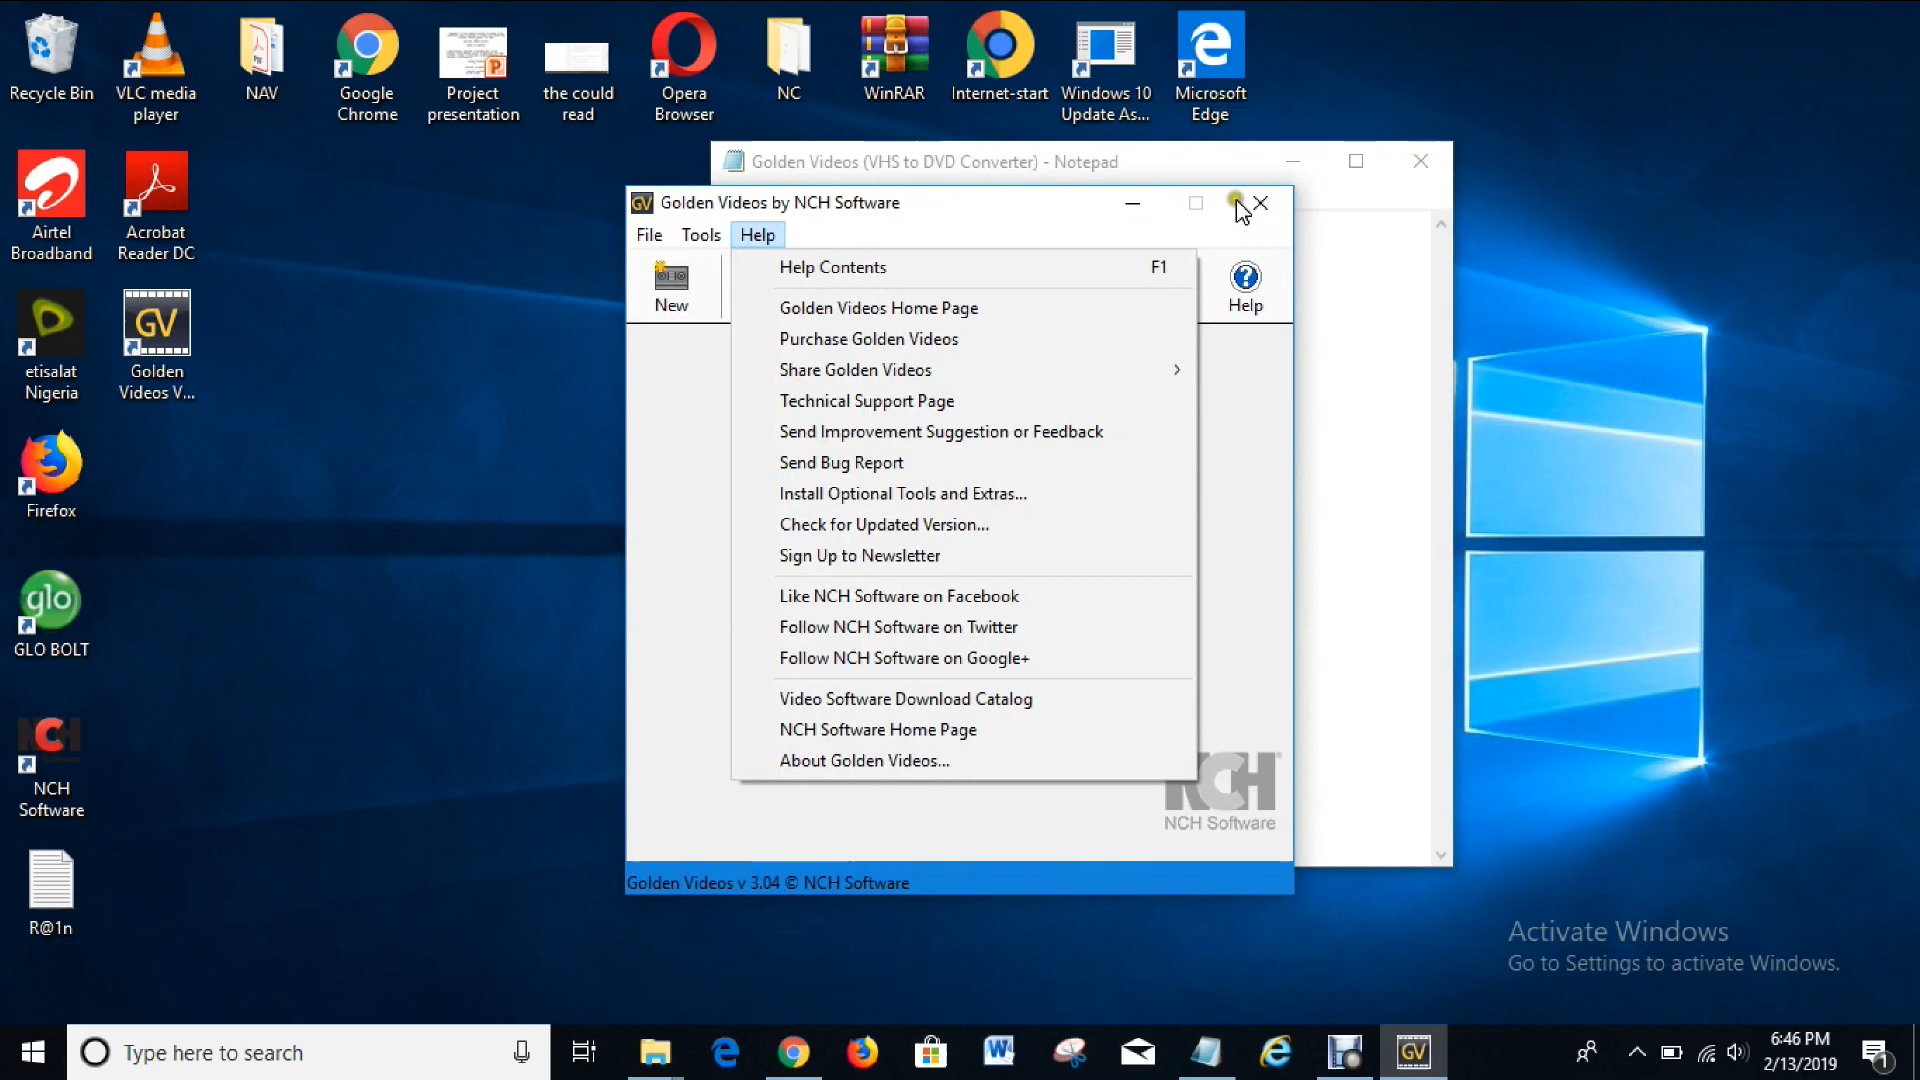 Recycle Bin
VLC media
player
NAV
Google
Chrome
Project
presentation
the could
read
Opera
Browser
NC
WinRAR
Internet-start
Windows 10
Update As...
Microsoft
Edge
Airtel
Broadband
Acrobat
Reader DC
etisalat
Nigeria
GV
Golden
Videos V...
Firefox
glo
GLO BOLT
NCH
NCH
Software
R@1n
Golden Videos (VHS to DVD Converter) - Notepad
GV Golden Videos by NCH Software
File Tools Help
New
Help
Help Contents F1
Golden Videos Home Page
Purchase Golden Videos
Share Golden Videos
Technical Support Page
Send Improvement Suggestion or Feedback
Send Bug Report
Install Optional Tools and Extras...
Check for Updated Version...
Sign Up to Newsletter
Like NCH Software on Facebook
Follow NCH Software on Twitter
Follow NCH Software on Google+
Video Software Download Catalog
NCH Software Home Page
About Golden Videos...
NCH
NCH Software
Golden Videos v 3.04 © NCH Software
Activate Windows
Go to Settings to activate Windows.
Type here to search
GV
6:46 PM
2/13/2019
1